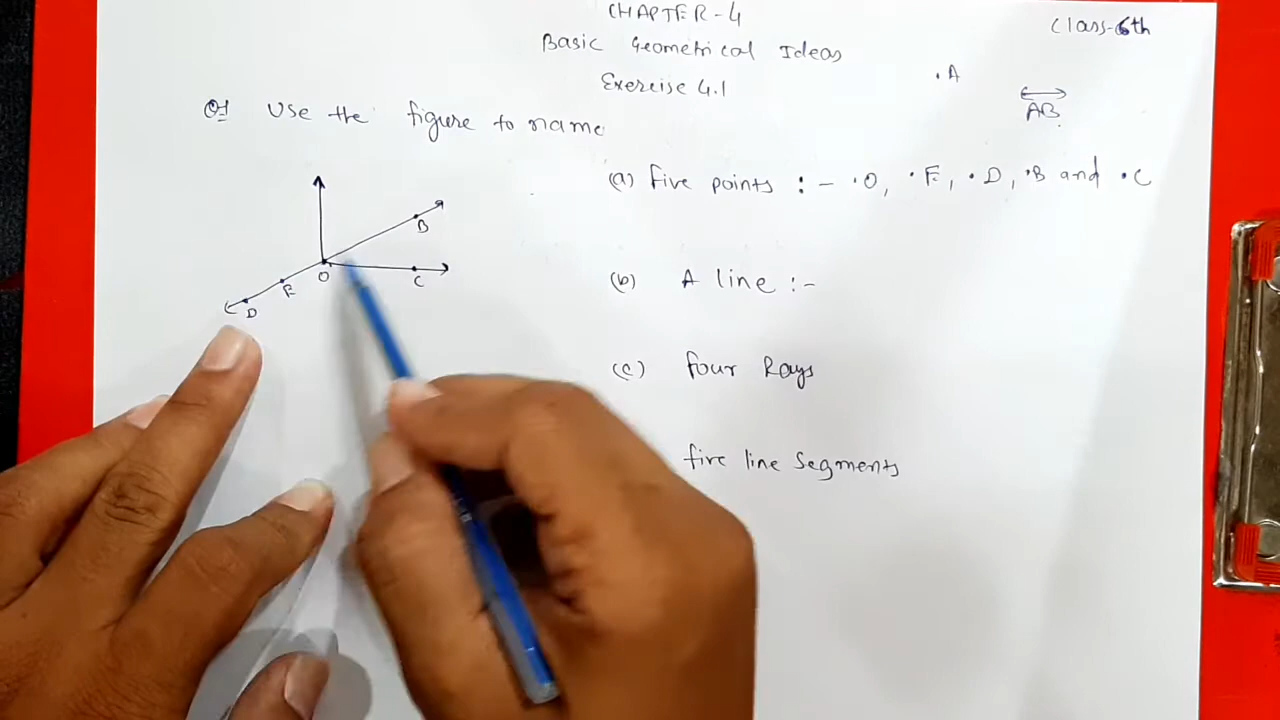 CHAPTER-4
Class-6th
Basic Geometrical Ideas
Exercise 4.1
.A
AB
Q1 Use the figure to name
(a) five points :- .O, .E, .D, .B and .C
B
O
C
E
D
(b) A line :-
(c) four Rays
five line segments